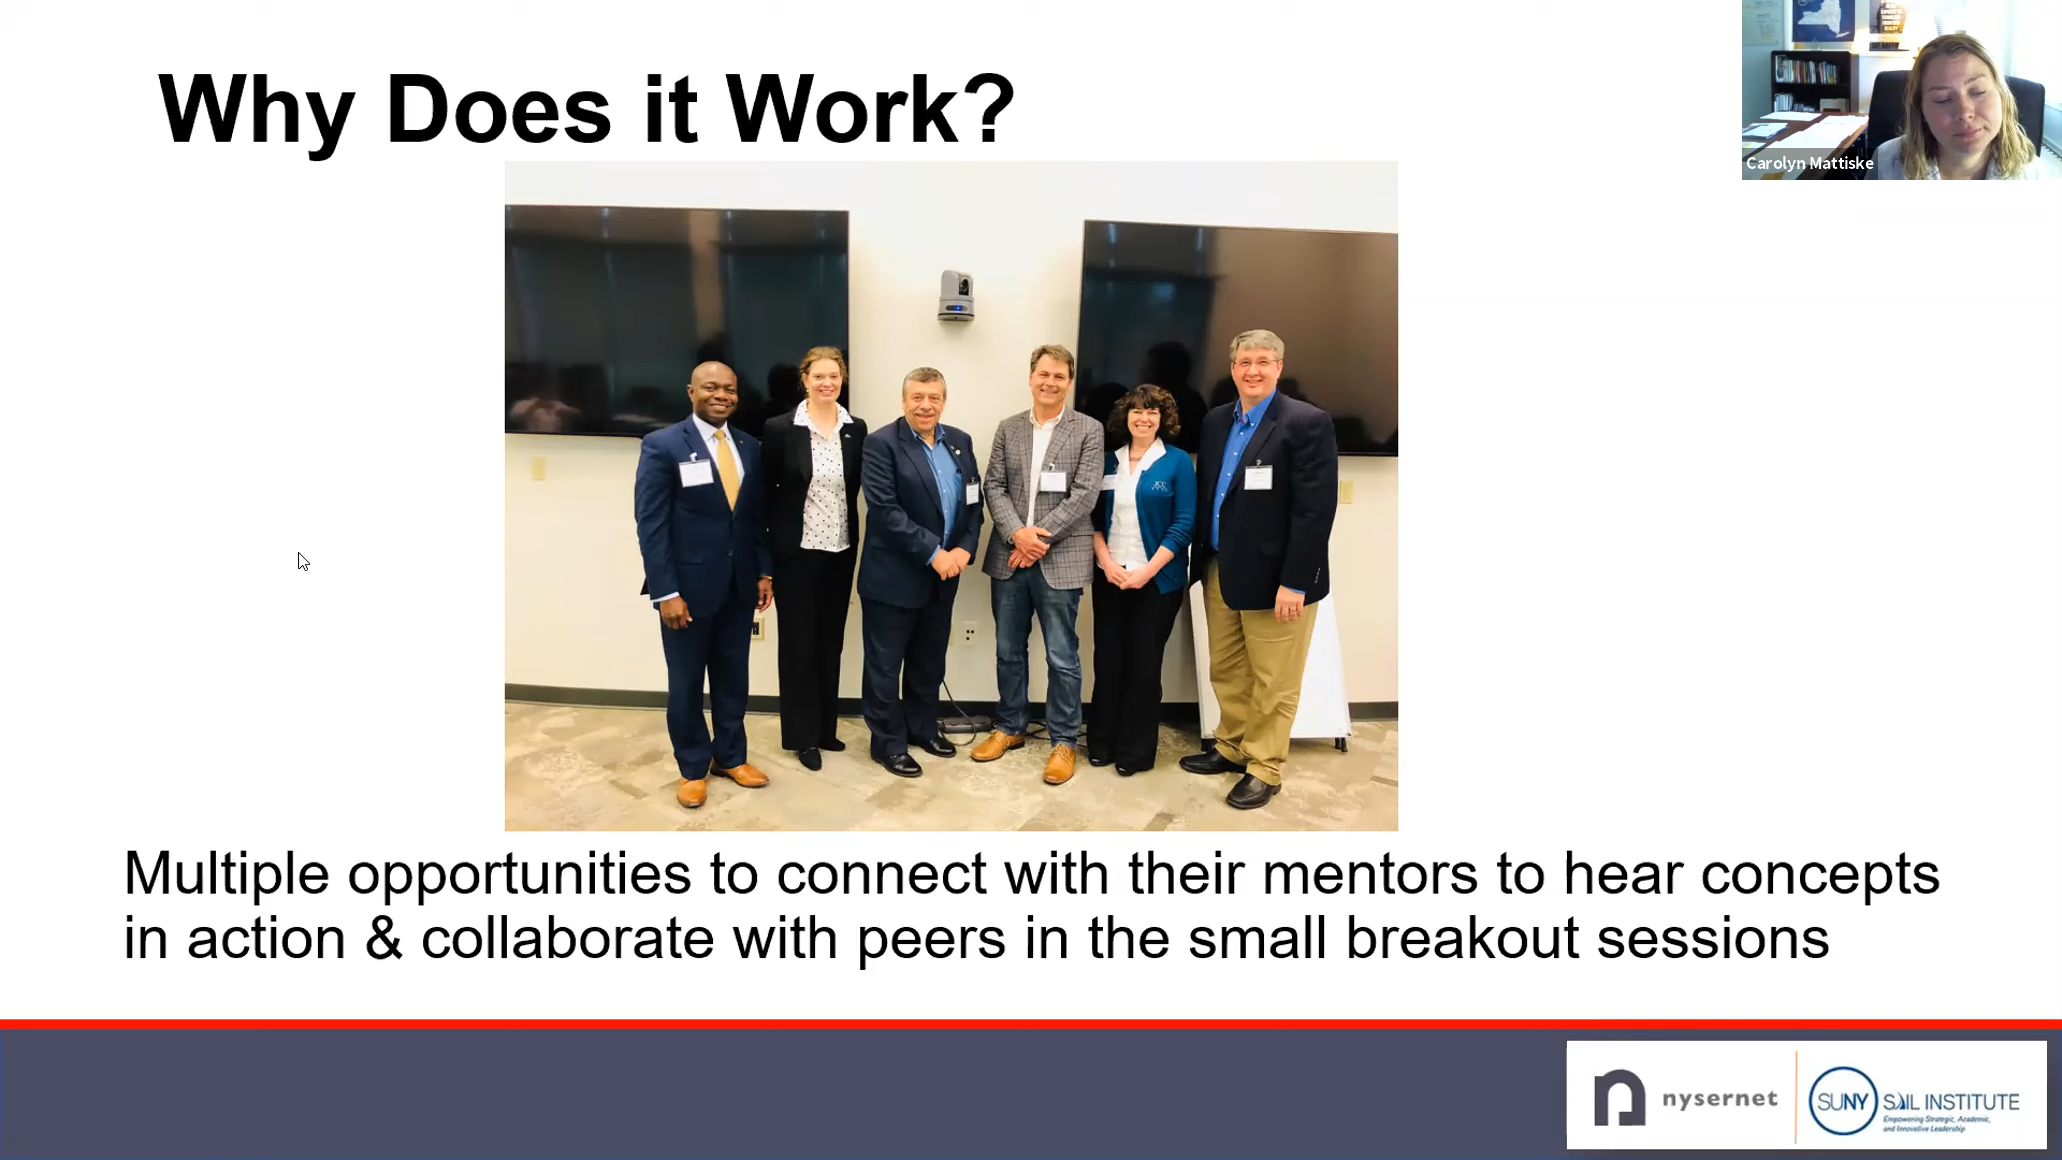 Why Does it Work?
Carolyn Mattiske
JCC
Multiple opportunities to connect with their mentors to hear concepts
in action & collaborate with peers in the small breakout sessions
nysernet
SUNY SAIL INSTITUTE
Empowering Strategic, Academic,
and Innovative Leadership